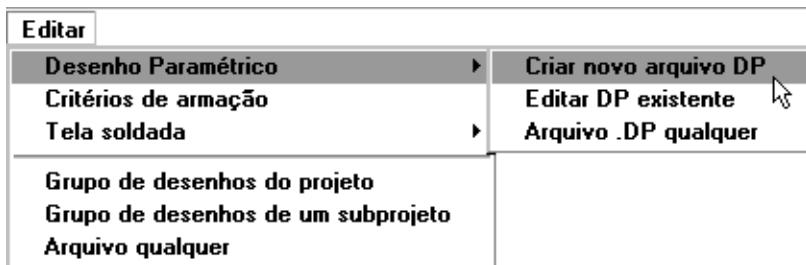 Editar
Desenho Paramétrico
Criar novo arquivo DP
Critérios de armação
Editar DP existente
Tela soldada
Arquivo .DP qualquer
Grupo de desenhos do projeto
Grupo de desenhos de um subprojeto
Arquivo qualquer